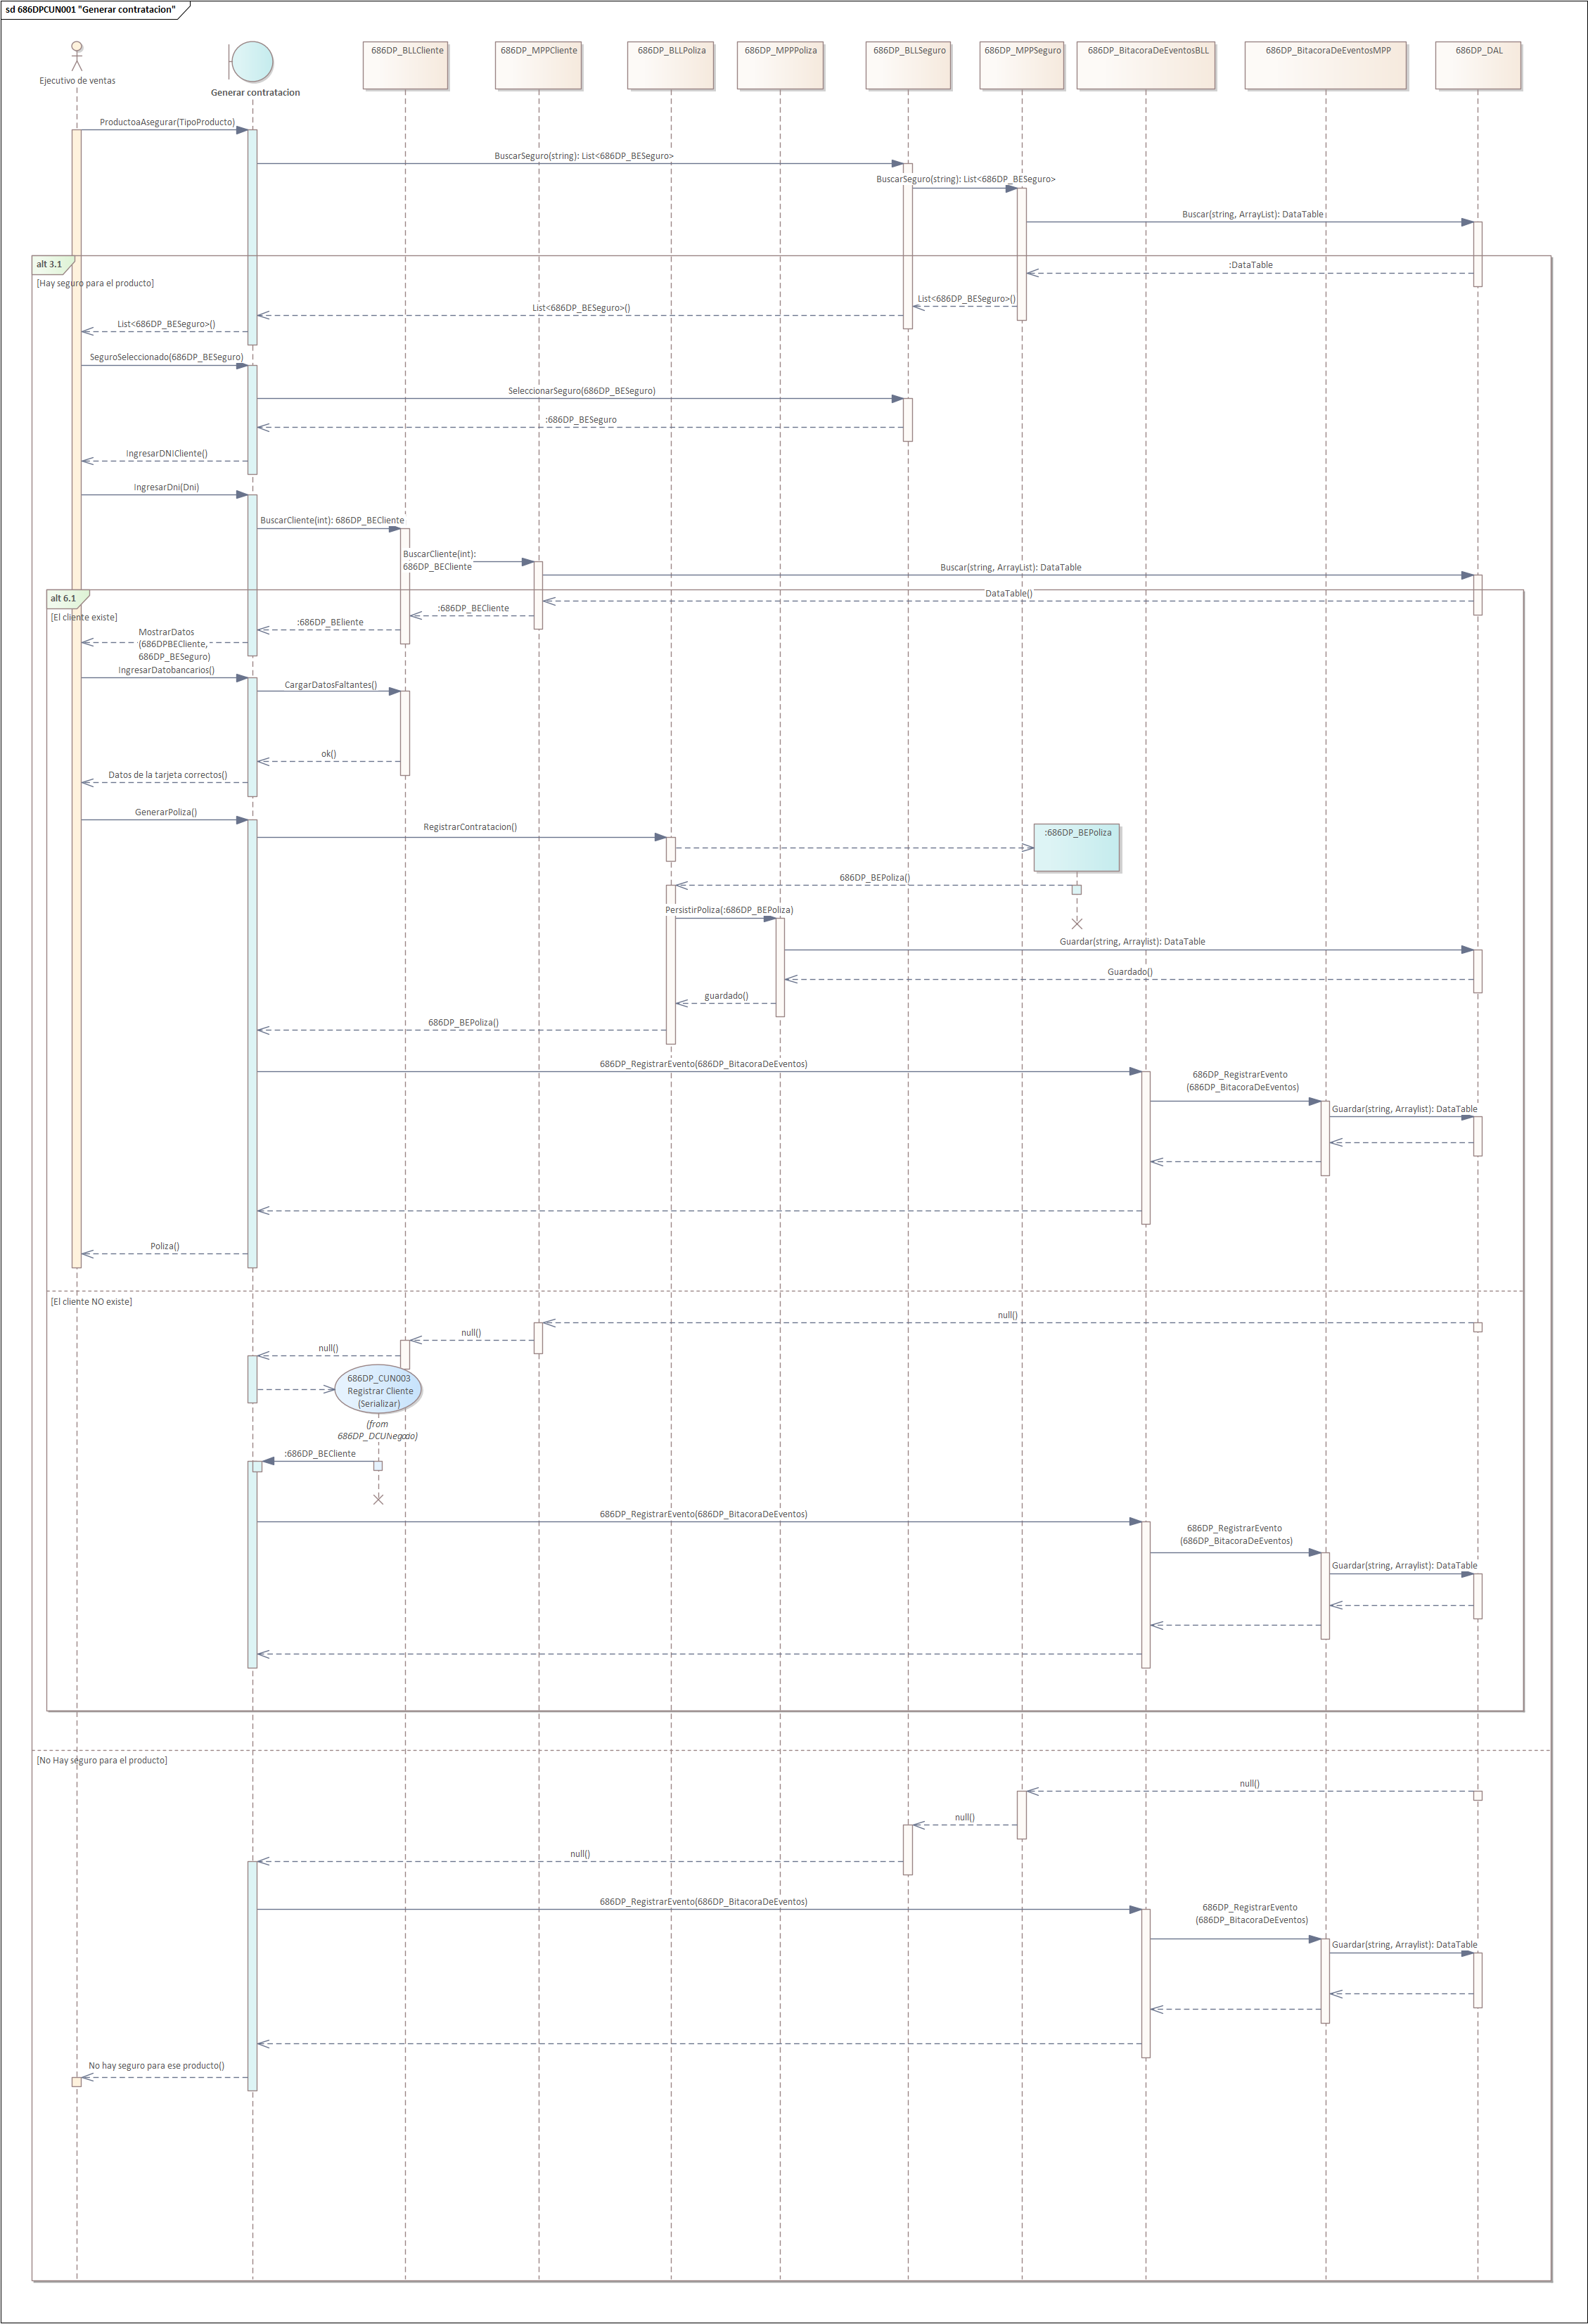 sd 686DPCUN001 "Generar contratacion"
Ejecutivo de ventas
Generar contratacion
686DP_BLLCliente
686DP_MPPCliente
686DP_BLLPoliza
686DP_MPPPoliza
686DP_BLLSeguro
686DP_MPPSeguro
686DP_BitacoraDeEventosBLL
686DP_BitacoraDeEventosMPP
686DP_DAL
ProductoaAsegurar(TipoProducto)
BuscarSeguro(string): List<686DP_BESeguro>
BuscarSeguro(string): List<686DP_BESeguro>
Buscar(string, ArrayList): DataTable
alt 3.1
[Hay seguro para el producto]
:DataTable
List<686DP_BESeguro>()
List<686DP_BESeguro>()
List<686DP_BESeguro>()
SeguroSeleccionado(686DP_BESeguro)
SeleccionarSeguro(686DP_BESeguro)
:686DP_BESeguro
IngresarDNICliente()
IngresarDni(Dni)
BuscarCliente(int): 686DP_BECliente
BuscarCliente(int):
686DP_BECliente
Buscar(string, ArrayList): DataTable
alt 6.1
[El cliente existe]
DataTable()
:686DP_BECliente
:686DP_BEliente
MostrarDatos
(686DPBECliente,
686DP_BESeguro)
IngresarDatobancarios()
CargarDatosFaltantes()
ok()
Datos de la tarjeta correctos()
GenerarPoliza()
RegistrarContratacion()
:686DP_BEPoliza
686DP_BEPoliza()
PersistirPoliza(:686DP_BEPoliza)
Guardar(string, Arraylist): DataTable
Guardado()
guardado()
686DP_BEPoliza()
686DP_RegistrarEvento(686DP_BitacoraDeEventos)
686DP_RegistrarEvento
(686DP_BitacoraDeEventos)
Guardar(string, Arraylist): DataTable
Poliza()
[El cliente NO existe]
null()
null()
null()
686DP_CUN003
Registrar Cliente
(Serializar)
(from
686DP_DCUNegocio)
:686DP_BECliente
686DP_RegistrarEvento(686DP_BitacoraDeEventos)
686DP_RegistrarEvento
(686DP_BitacoraDeEventos)
Guardar(string, Arraylist): DataTable
[No Hay seguro para el producto]
null()
null()
null()
686DP_RegistrarEvento(686DP_BitacoraDeEventos)
686DP_RegistrarEvento
(686DP_BitacoraDeEventos)
Guardar(string, Arraylist): DataTable
No hay seguro para ese producto()